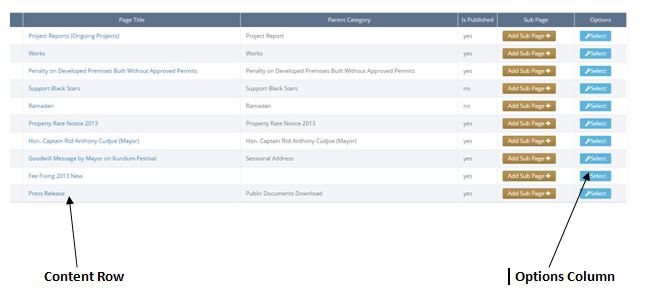 Page Title Parent Category Is Published Sub Page Options
Project Reports (Ongoing Projects) Project Report yes Add Sub Page Select
Works Works yes Add Sub Page Select
Penalty on Developed Premises Built Without Approved Permits Penalty on Developed Premises Built Without Approved Permits yes Add Sub Page Select
Support Black Stars Support Black Stars no Add Sub Page Select
Ramadan Ramadan no Add Sub Page Select
Property Rate Notice 2013 Property Rate Notice 2013 yes Add Sub Page Select
Hon. Captain Rtd Anthony Cudjoe (Mayor) Hon. Captain Rtd Anthony Cudjoe (Mayor) yes Add Sub Page Select
Goodwill Message by Mayor on Kundum Festival Sessional Address yes Add Sub Page Select
Fee Fixing 2013 New yes Add Sub Page Select
Press Release Public Documents Download yes Add Sub Page Select
Content Row Options Column